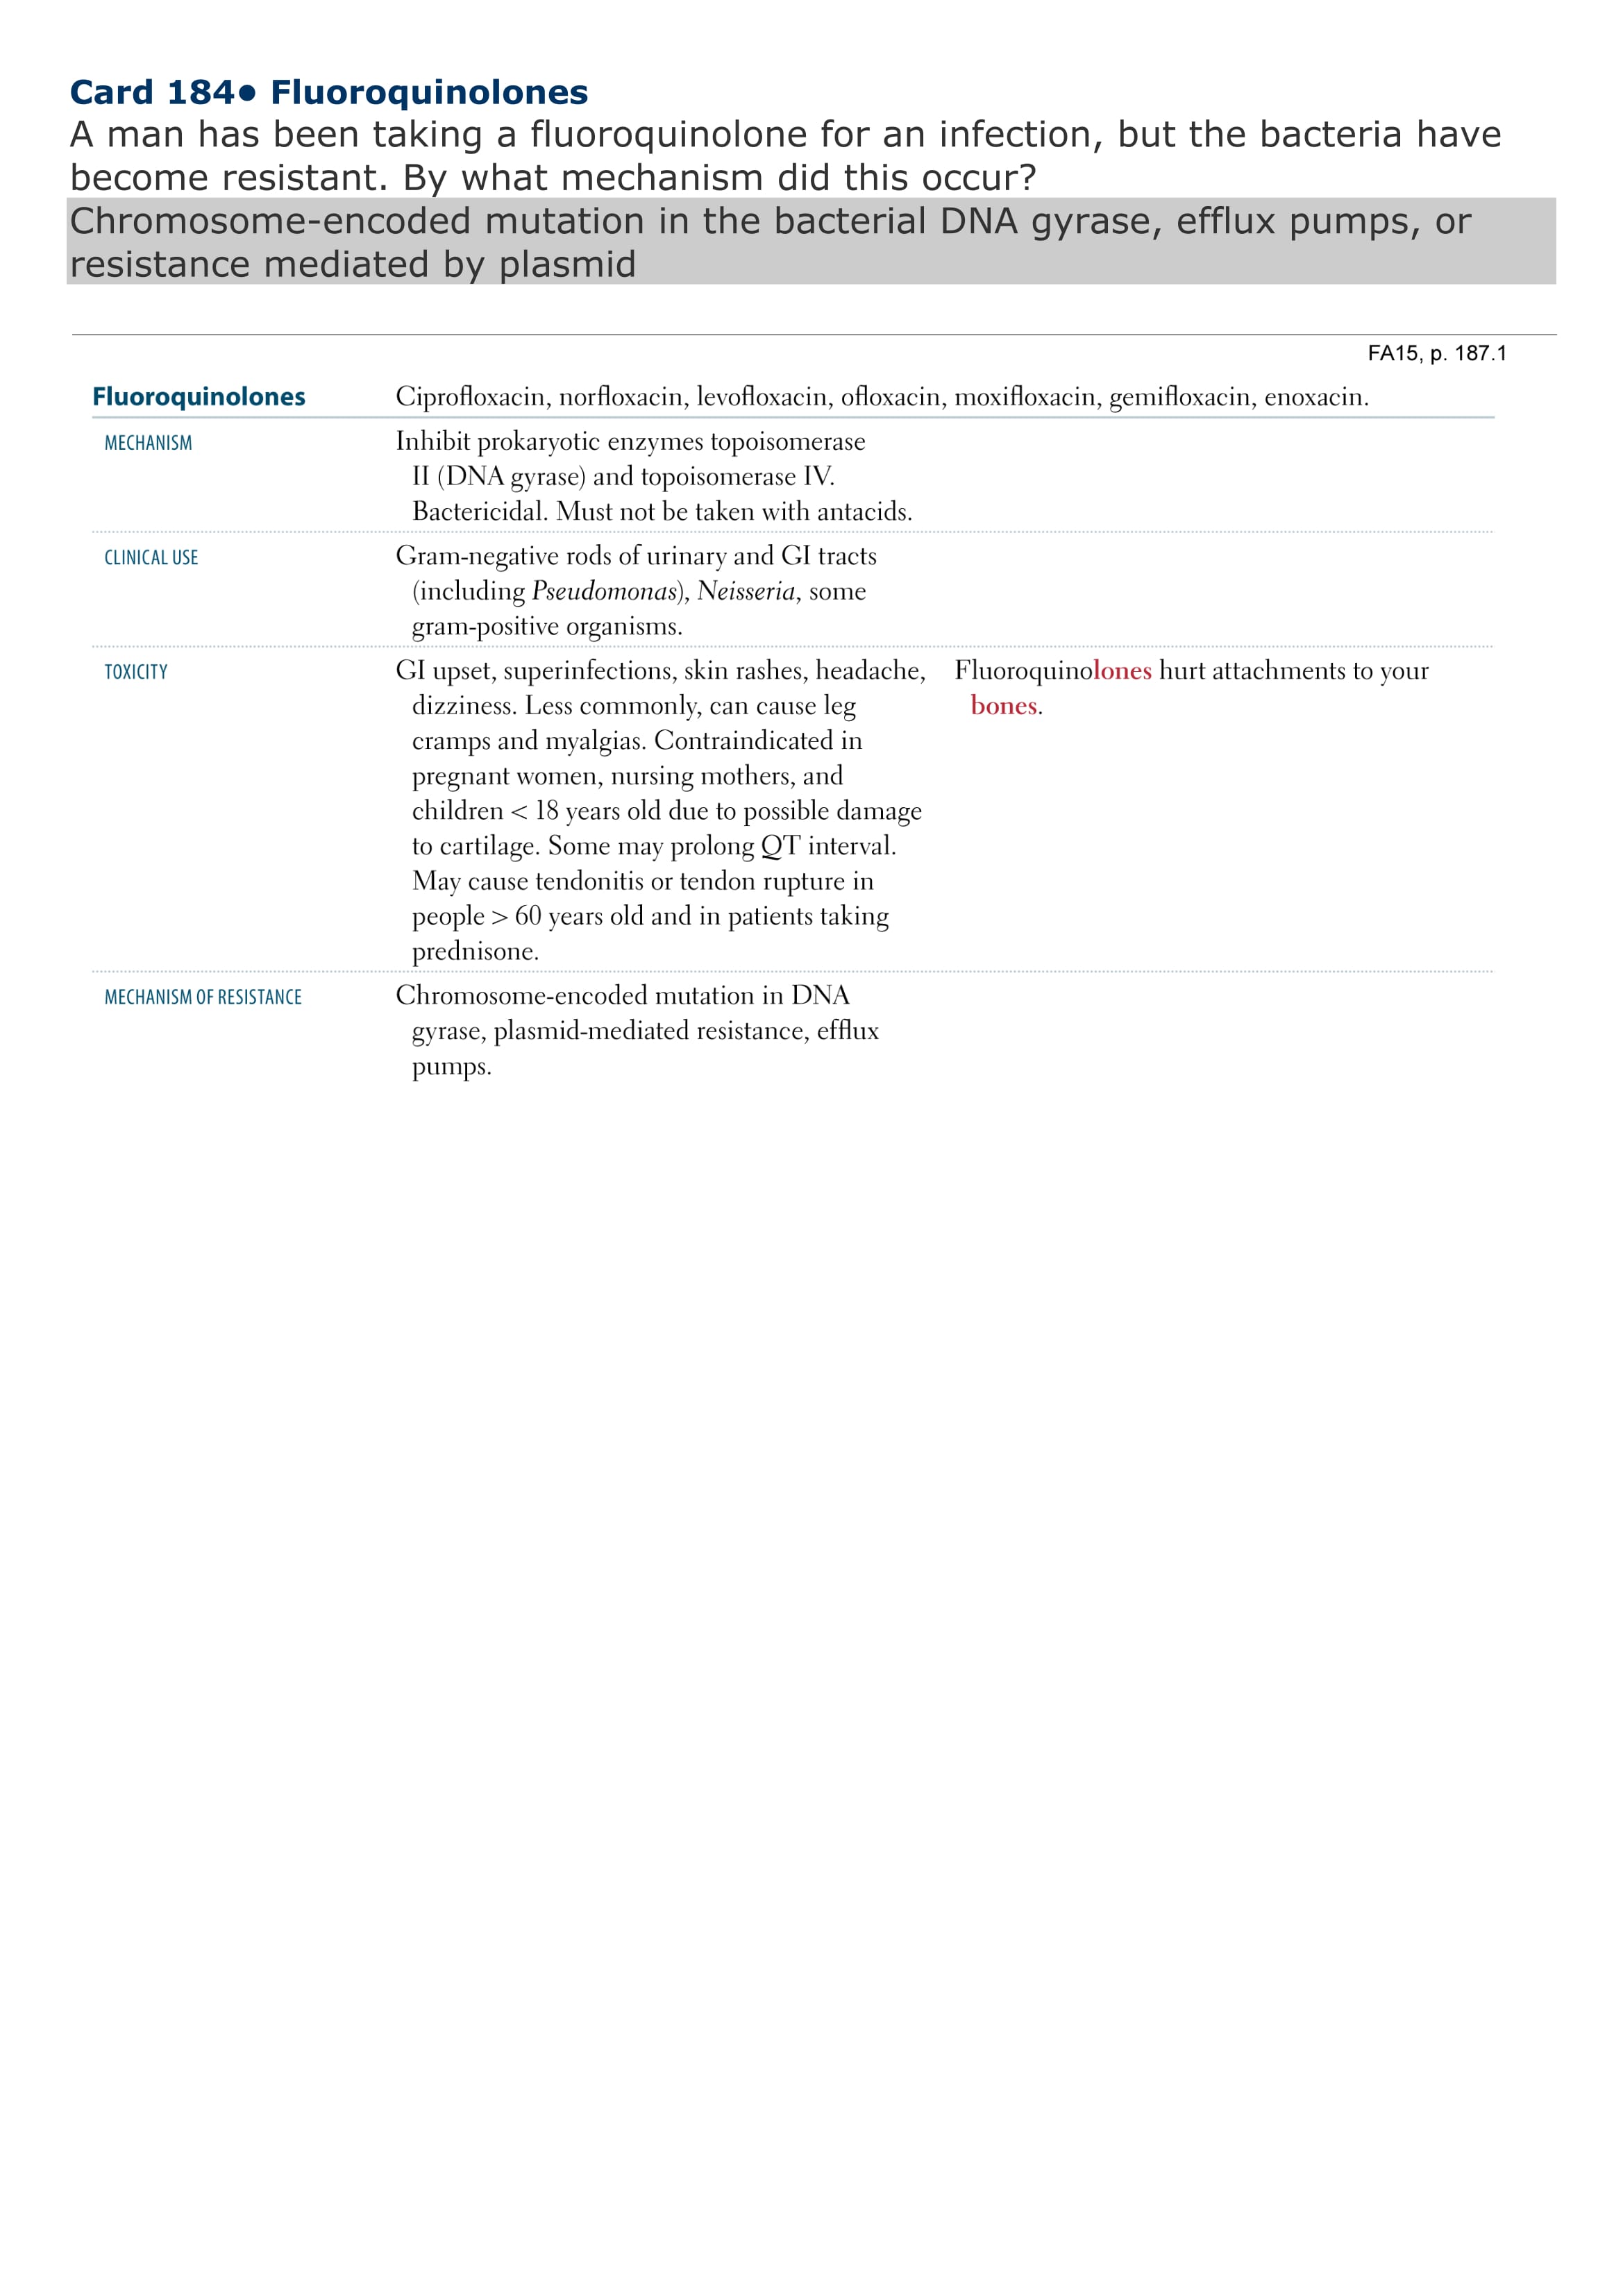 Card 184● Fluoroquinolones
A man has been taking a fluoroquinolone for an infection, but the bacteria have
become resistant. By what mechanism did this occur?
Chromosome-encoded mutation in the bacterial DNA gyrase, efflux pumps, or
resistance mediated by plasmid
FA15, p. 187.1
Fluoroquinolones Ciprofloxacin, norfloxacin, levofloxacin, ofloxacin, moxifloxacin, gemifloxacin, enoxacin.
MECHANISM Inhibit prokaryotic enzymes topoisomerase
II (DNA gyrase) and topoisomerase IV.
Bactericidal. Must not be taken with antacids.
CLINICAL USE Gram-negative rods of urinary and GI tracts
(including Pseudomonas), Neisseria, some
gram-positive organisms.
TOXICITY GI upset, superinfections, skin rashes, headache,
dizziness. Less commonly, can cause leg
cramps and myalgias. Contraindicated in
pregnant women, nursing mothers, and
children < 18 years old due to possible damage
to cartilage. Some may prolong QT interval.
May cause tendonitis or tendon rupture in
people > 60 years old and in patients taking
prednisone.
Fluoroquinolones hurt attachments to your
bones.
MECHANISM OF RESISTANCE Chromosome-encoded mutation in DNA
gyrase, plasmid-mediated resistance, efflux
pumps.